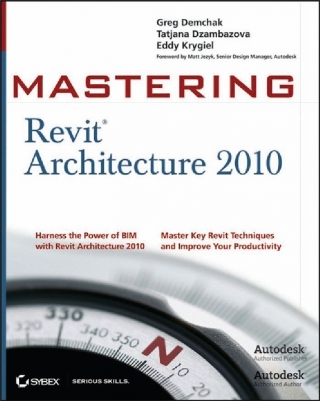 Greg Demchak
Tatjana Dzambazova
Eddy Krygiel
Foreword by Matt Jezyk, Senior Design Manager, Autodesk
MASTERING
Revit®
Architecture 2010
Harness the Power of BIM
with Revit Architecture 2010
Master Key Revit Techniques
and Improve Your Productivity
330
340
350
N
10
20
Autodesk
Authorized Publisher
Autodesk
Authorized Author
SYBEX
SERIOUS SKILLS.